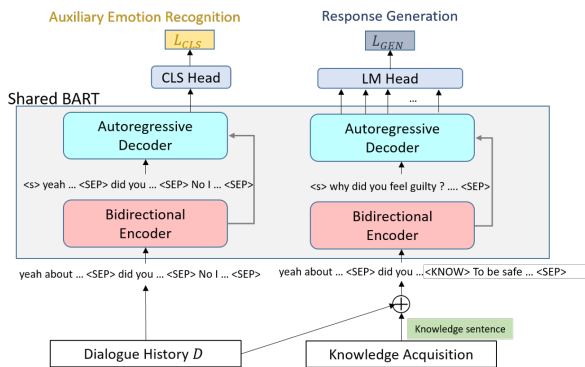 Auxiliary Emotion Recognition
Response Generation
L_CLS
L_GEN
CLS Head
LM Head
Shared BART
...
Autoregressive
Decoder
Autoregressive
Decoder
<s> yeah ... <SEP> did you ... <SEP> No I ... <SEP>
<s> why did you feel guilty ? .... <SEP>
Bidirectional
Encoder
Bidirectional
Encoder
yeah about ... <SEP> did you ... <SEP> No I ... <SEP>
yeah about ... <SEP> did you ... <KNOW> To be safe ... <SEP>
Knowledge sentence
Dialogue History D
Knowledge Acquisition